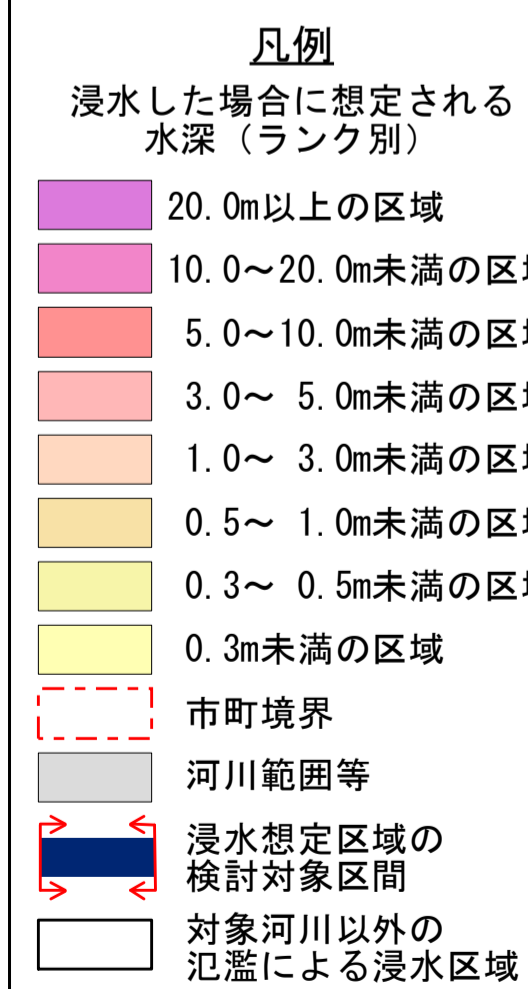 凡例
浸水した場合に想定される
水深（ランク別）
20.0m以上の区域
10.0～20.0m未満の区
5.0～10.0m未満の区
3.0～ 5.0m未満の区
1.0～ 3.0m未満の区
0.5～ 1.0m未満の区
0.3～ 0.5m未満の区
0.3m未満の区域
市町境界
河川範囲等
浸水想定区域の
検討対象区間
対象河川以外の
氾濫による浸水区域